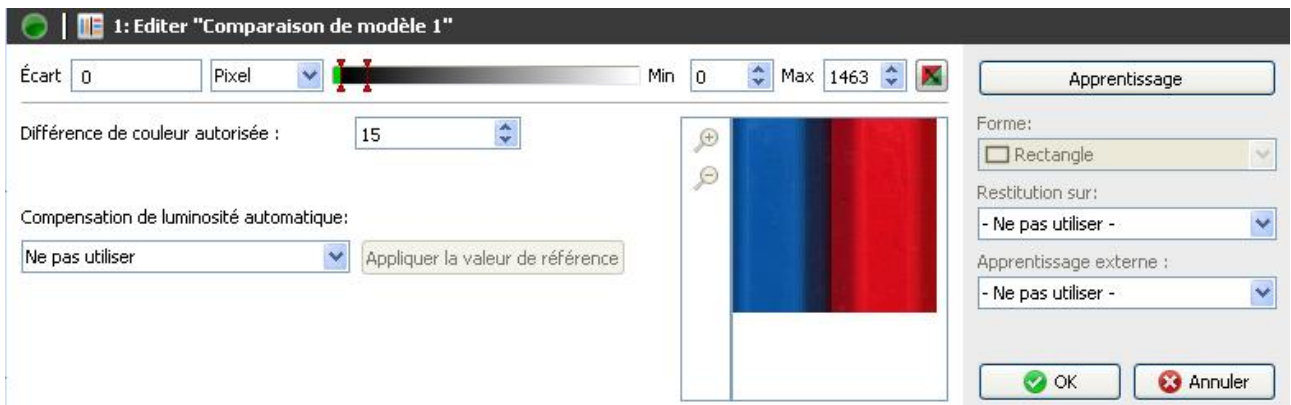 1: Editer "Comparaison de modèle 1"
Écart 0 Pixel Min 0 Max 1463
Apprentissage
Différence de couleur autorisée : 15
Forme:
Rectangle
Restitution sur:
- Ne pas utiliser -
Compensation de luminosité automatique:
Ne pas utiliser Appliquer la valeur de référence
Apprentissage externe :
- Ne pas utiliser -
OK Annuler